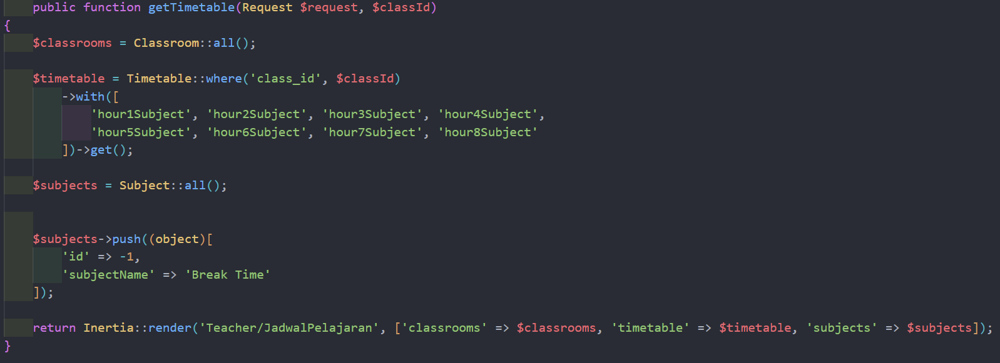 public function getTimetable(Request $request, $classId)
{
$classrooms = Classroom::all();
$timetable = Timetable::where('class_id', $classId)
->with([
'hour1Subject', 'hour2Subject', 'hour3Subject', 'hour4Subject',
'hour5Subject', 'hour6Subject', 'hour7Subject', 'hour8Subject'
])->get();
$subjects = Subject::all();
$subjects->push((object)[
'id' => -1,
'subjectName' => 'Break Time'
]);
return Inertia::render('Teacher/JadwalPelajaran', ['classrooms' => $classrooms, 'timetable' => $timetable, 'subjects' => $subjects]);
}